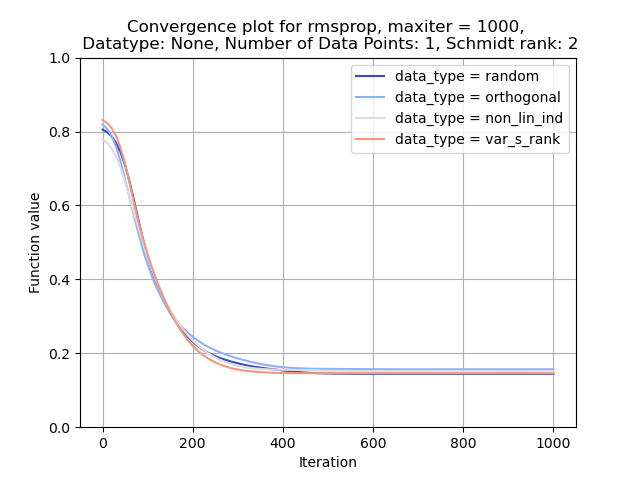 Convergence plot for rmsprop, maxiter = 1000,
Datatype: None, Number of Data Points: 1, Schmidt rank: 2
data_type = random
data_type = orthogonal
data_type = non_lin_ind
data_type = var_s_rank
Function value
1.0
0.8
0.6
0.4
0.2
0.0
0 200 400 600 800 1000
Iteration